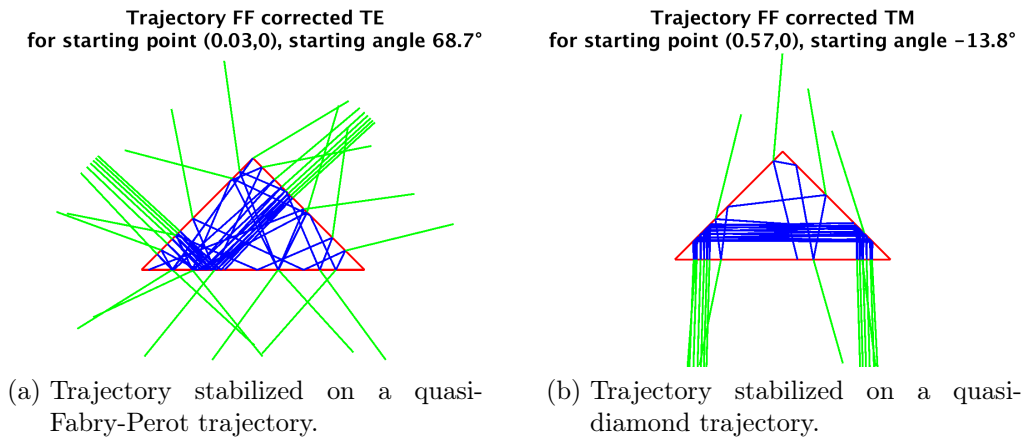 Trajectory FF corrected TE
for starting point (0.03,0), starting angle 68.7°
Trajectory FF corrected TM
for starting point (0.57,0), starting angle −13.8°
(a) Trajectory stabilized on a quasi-
Fabry-Perot trajectory.
(b) Trajectory stabilized on a quasi-
diamond trajectory.